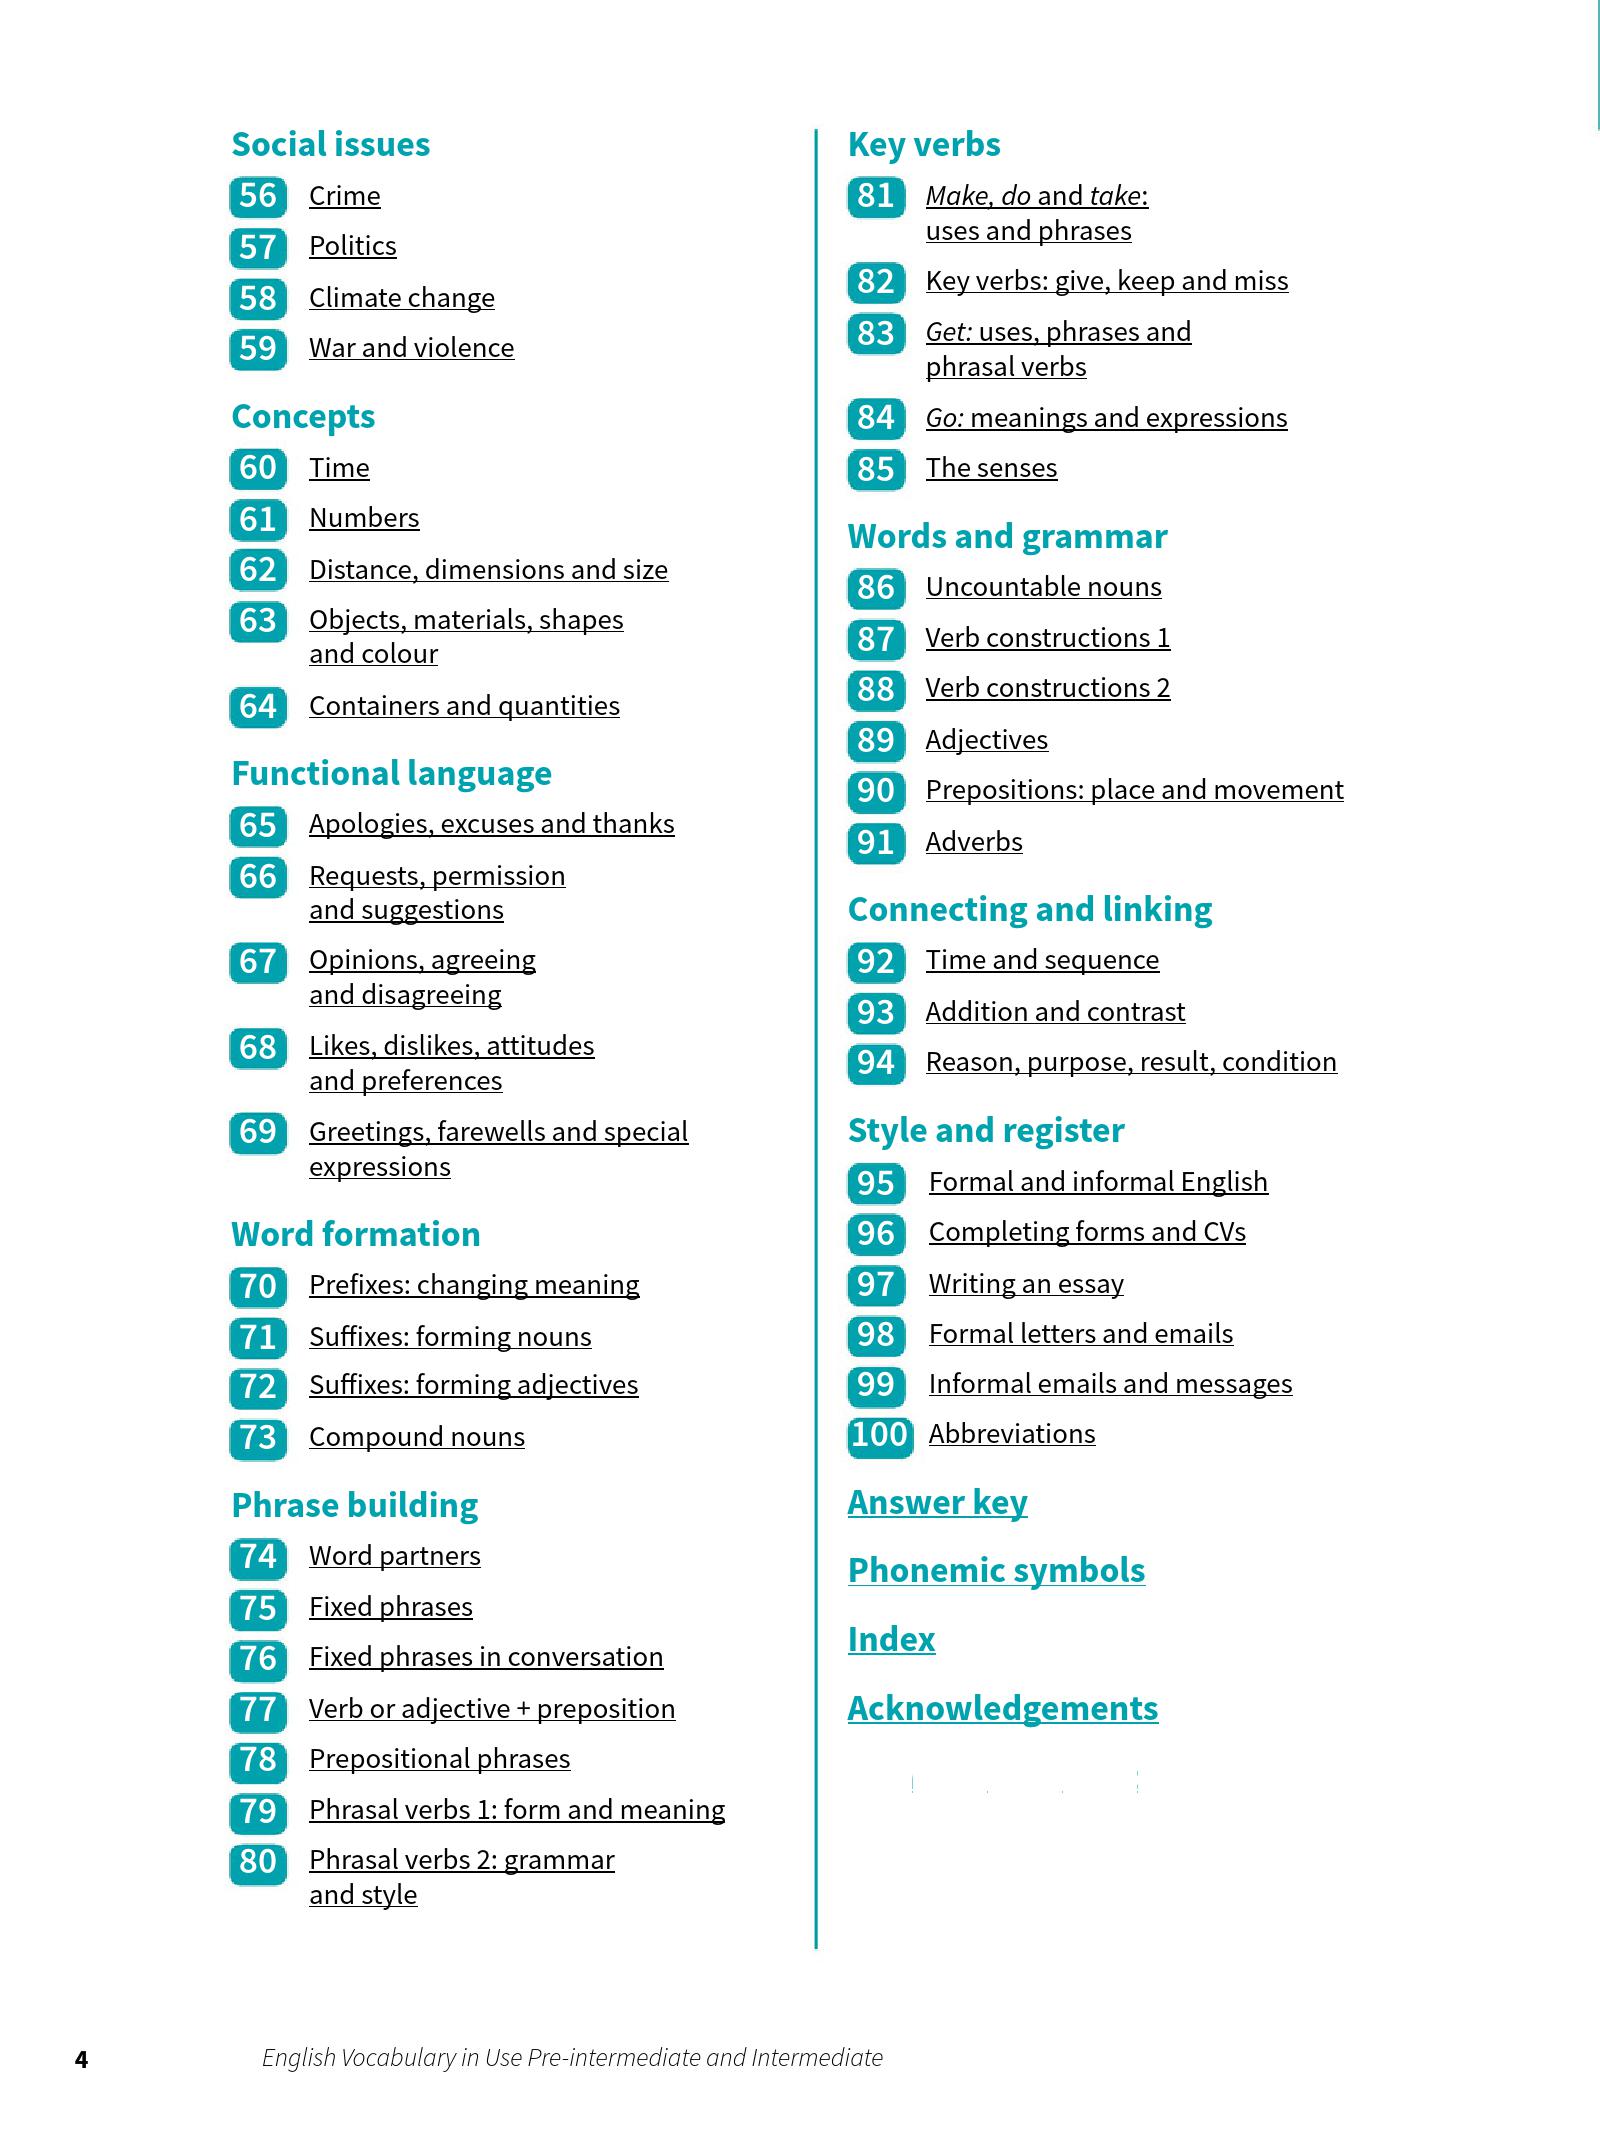 Social issues
56 Crime
57 Politics
58 Climate change
59 War and violence
Concepts
60 Time
61 Numbers
62 Distance, dimensions and size
63 Objects, materials, shapes
and colour
64 Containers and quantities
Functional language
65 Apologies, excuses and thanks
66 Requests, permission
and suggestions
67 Opinions, agreeing
and disagreeing
68 Likes, dislikes, attitudes
and preferences
69 Greetings, farewells and special
expressions
Word formation
70 Prefixes: changing meaning
71 Suffixes: forming nouns
72 Suffixes: forming adjectives
73 Compound nouns
Phrase building
74 Word partners
75 Fixed phrases
76 Fixed phrases in conversation
77 Verb or adjective + preposition
78 Prepositional phrases
79 Phrasal verbs 1: form and meaning
80 Phrasal verbs 2: grammar
and style
Key verbs
81 Make, do and take:
uses and phrases
82 Key verbs: give, keep and miss
83 Get: uses, phrases and
phrasal verbs
84 Go: meanings and expressions
85 The senses
Words and grammar
86 Uncountable nouns
87 Verb constructions 1
88 Verb constructions 2
89 Adjectives
90 Prepositions: place and movement
91 Adverbs
Connecting and linking
92 Time and sequence
93 Addition and contrast
94 Reason, purpose, result, condition
Style and register
95 Formal and informal English
96 Completing forms and CVs
97 Writing an essay
98 Formal letters and emails
99 Informal emails and messages
100 Abbreviations
Answer key
Phonemic symbols
Index
Acknowledgements
4 English Vocabulary in Use Pre-intermediate and Intermediate